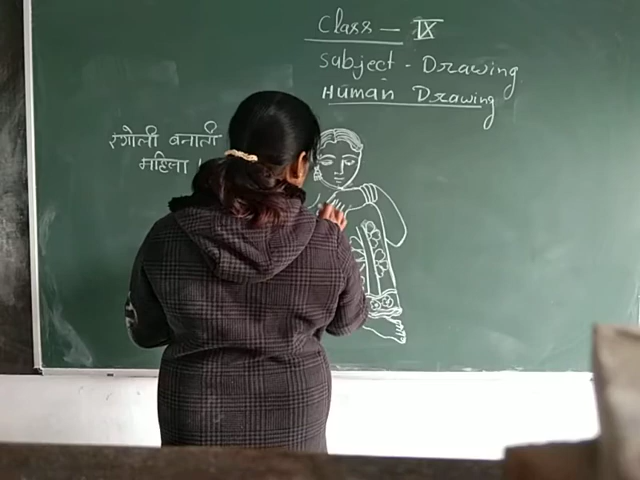 Class - IX
Subject - Drawing
Human Drawing
रंगोली बनाती
महिला ।